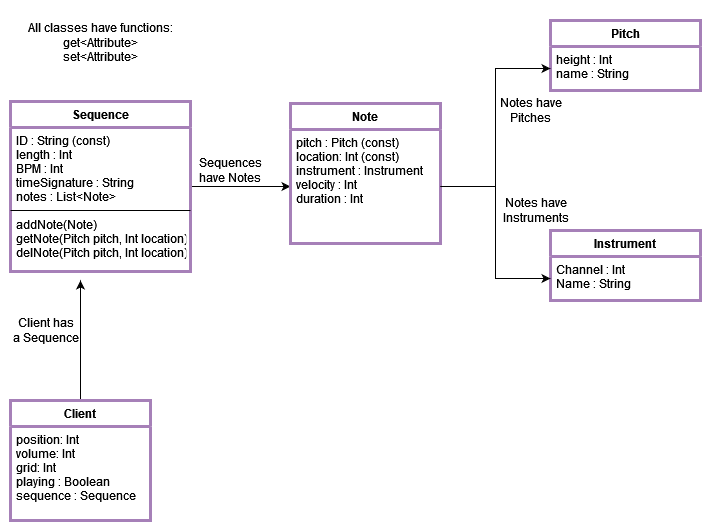 All classes have functions:
get<Attribute>
set<Attribute>
Pitch
height : Int
name : String
Notes have
Pitches
Sequence
ID : String (const)
length : Int
BPM : Int
timeSignature : String
notes : List<Note>
addNote(Note)
getNote(Pitch pitch, Int location)
delNote(Pitch pitch, Int location)
Sequences
have Notes
Note
pitch : Pitch (const)
location: Int (const)
instrument : Instrument
velocity : Int
duration : Int
Notes have
Instruments
Instrument
Channel : Int
Name : String
Client has
a Sequence
Client
position: Int
volume: Int
grid: Int
playing : Boolean
sequence : Sequence